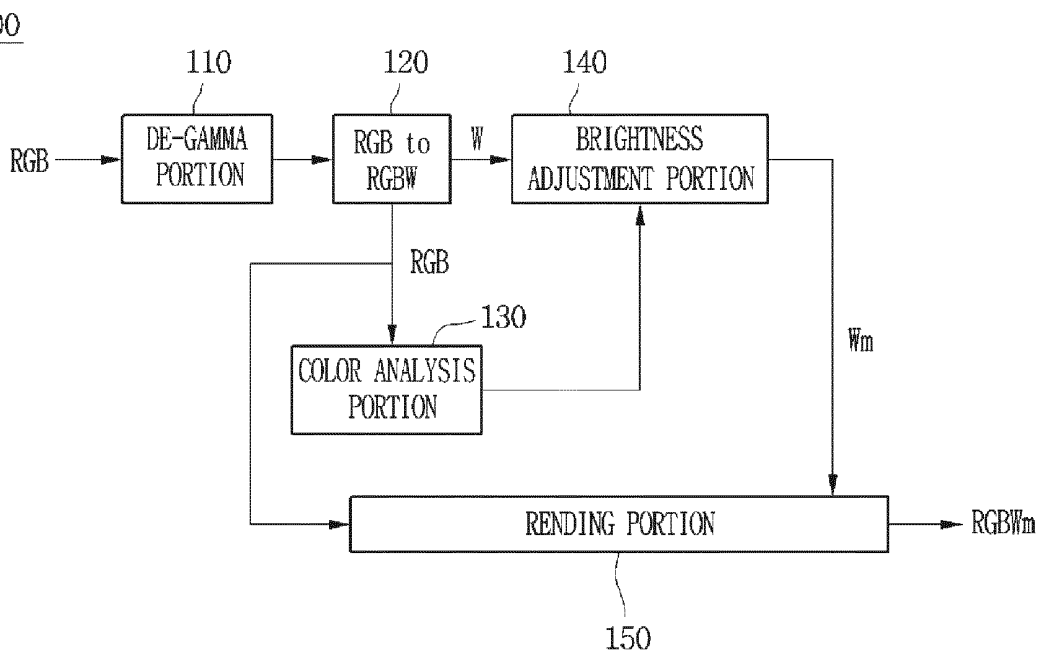 00
110
120
140
RGB
DE-GAMMA
PORTION
RGB to
RGBW
W
BRIGHTNESS
ADJUSTMENT PORTION
RGB
130
COLOR ANALYSIS
PORTION
Wm
RENDING PORTION
RGBWm
150